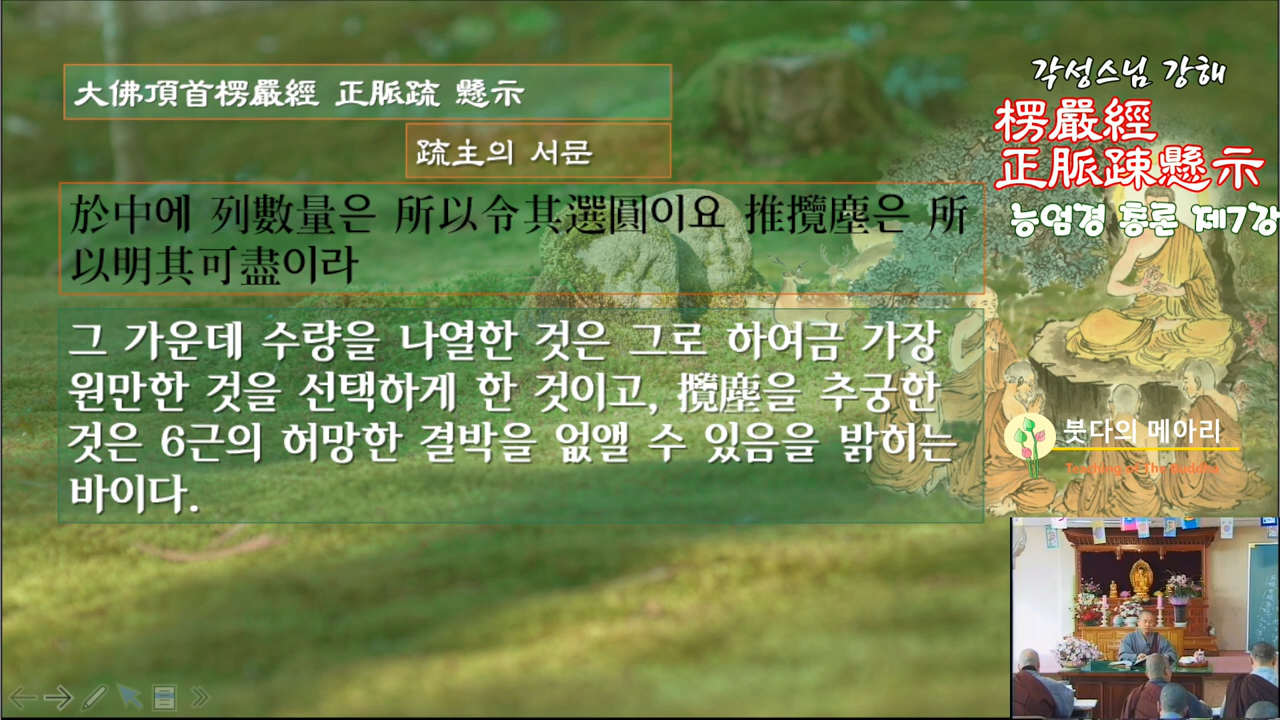 大佛頂首楞嚴經 正脈疏 懸示
疏主의 서문
於中에 列數量은 所以令其選圓이요 推攬塵은 所
以明其可盡이라
그 가운데 수량을 나열한 것은 그로 하여금 가장
원만한 것을 선택하게 한 것이고, 攬塵을 추궁한
것은 6근의 허망한 결박을 없앨 수 있음을 밝히는
바이다.
각성스님 강해
楞嚴經
正脈疎懸示
능엄경 총론 제7강
붓다의 메아리
Teaching of The Buddha